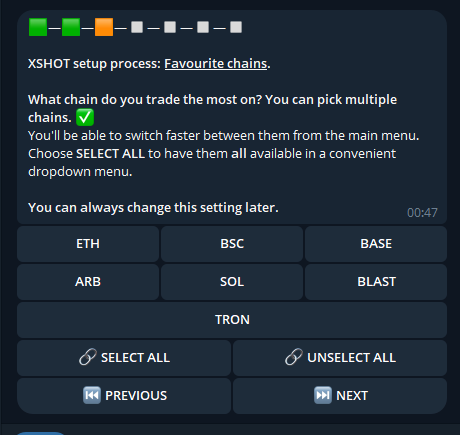 XSHOT setup process: Favourite chains.
What chain do you trade the most on? You can pick multiple
chains. ✅
You'll be able to switch faster between them from the main menu.
Choose SELECT ALL to have them all available in a convenient
dropdown menu.
You can always change this setting later.
00:47
ETH BSC BASE
ARB SOL BLAST
TRON
🔗 SELECT ALL 🔗 UNSELECT ALL
⏮ PREVIOUS ⏭ NEXT